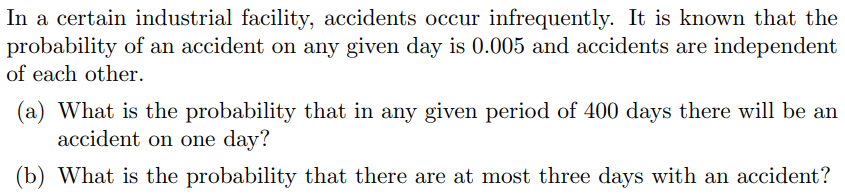 In a certain industrial facility, accidents occur infrequently. It is known that the
probability of an accident on any given day is 0.005 and accidents are independent
of each other.
(a) What is the probability that in any given period of 400 days there will be an
accident on one day?
(b) What is the probability that there are at most three days with an accident?